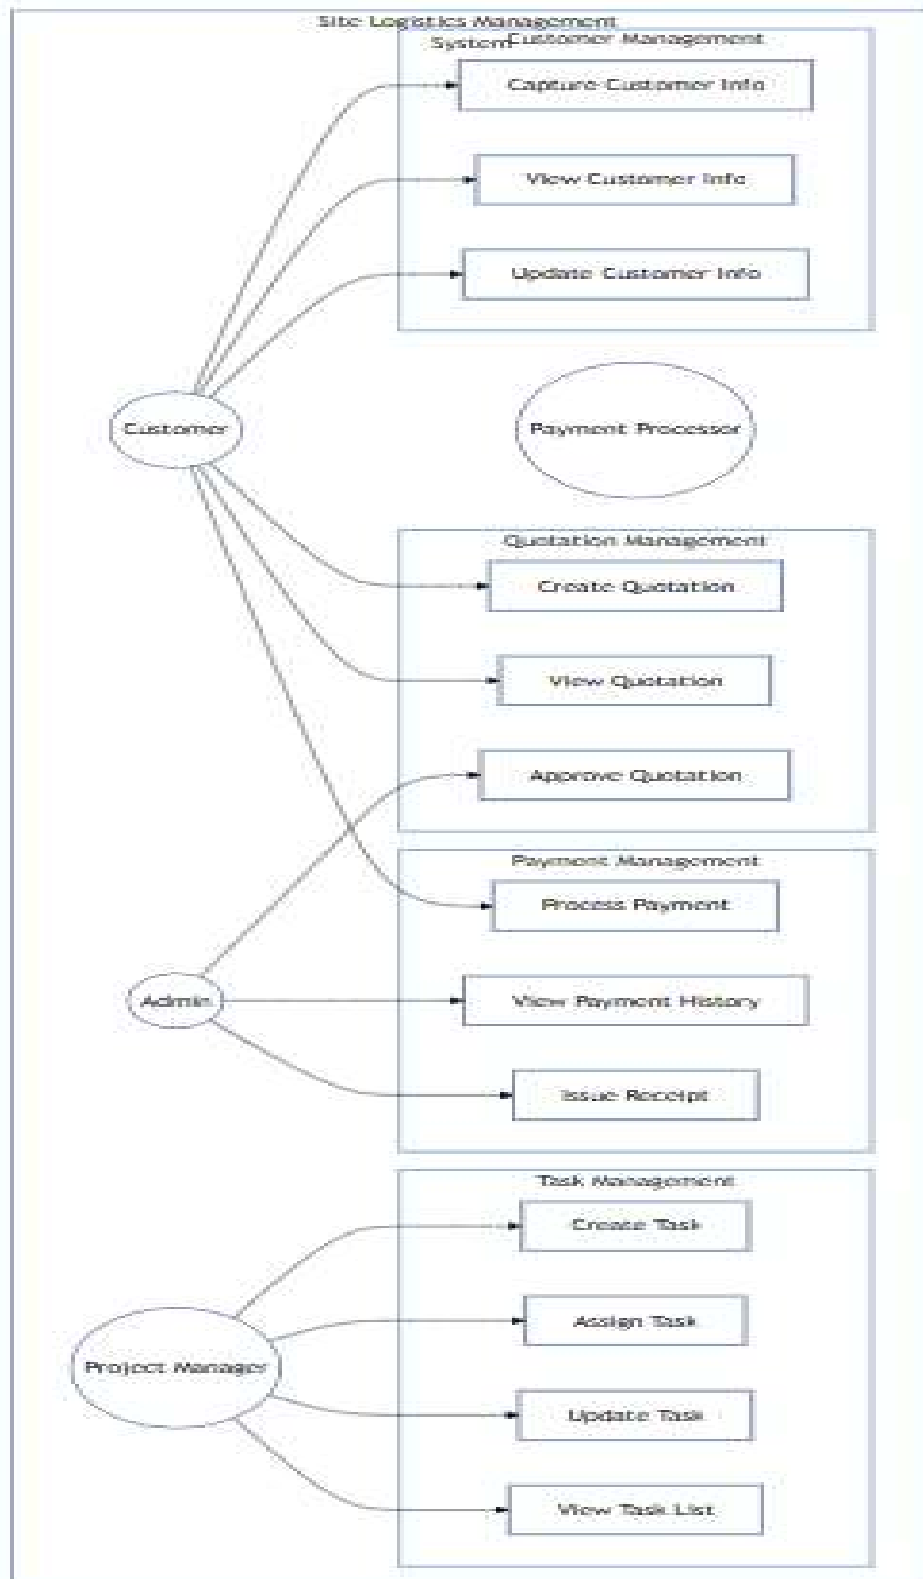 Site Logistics Management
System
Customer Management
Capture Customer Info
View Customer Info
Update Customer Info
Customer
Payment Processor
Quotation Management
Create Quotation
View Quotation
Approve Quotation
Payment Management
Process Payment
Admin
View Payment History
Issue Receipt
Task Management
Create Task
Assign Task
Project Manager
Update Task
View Task List